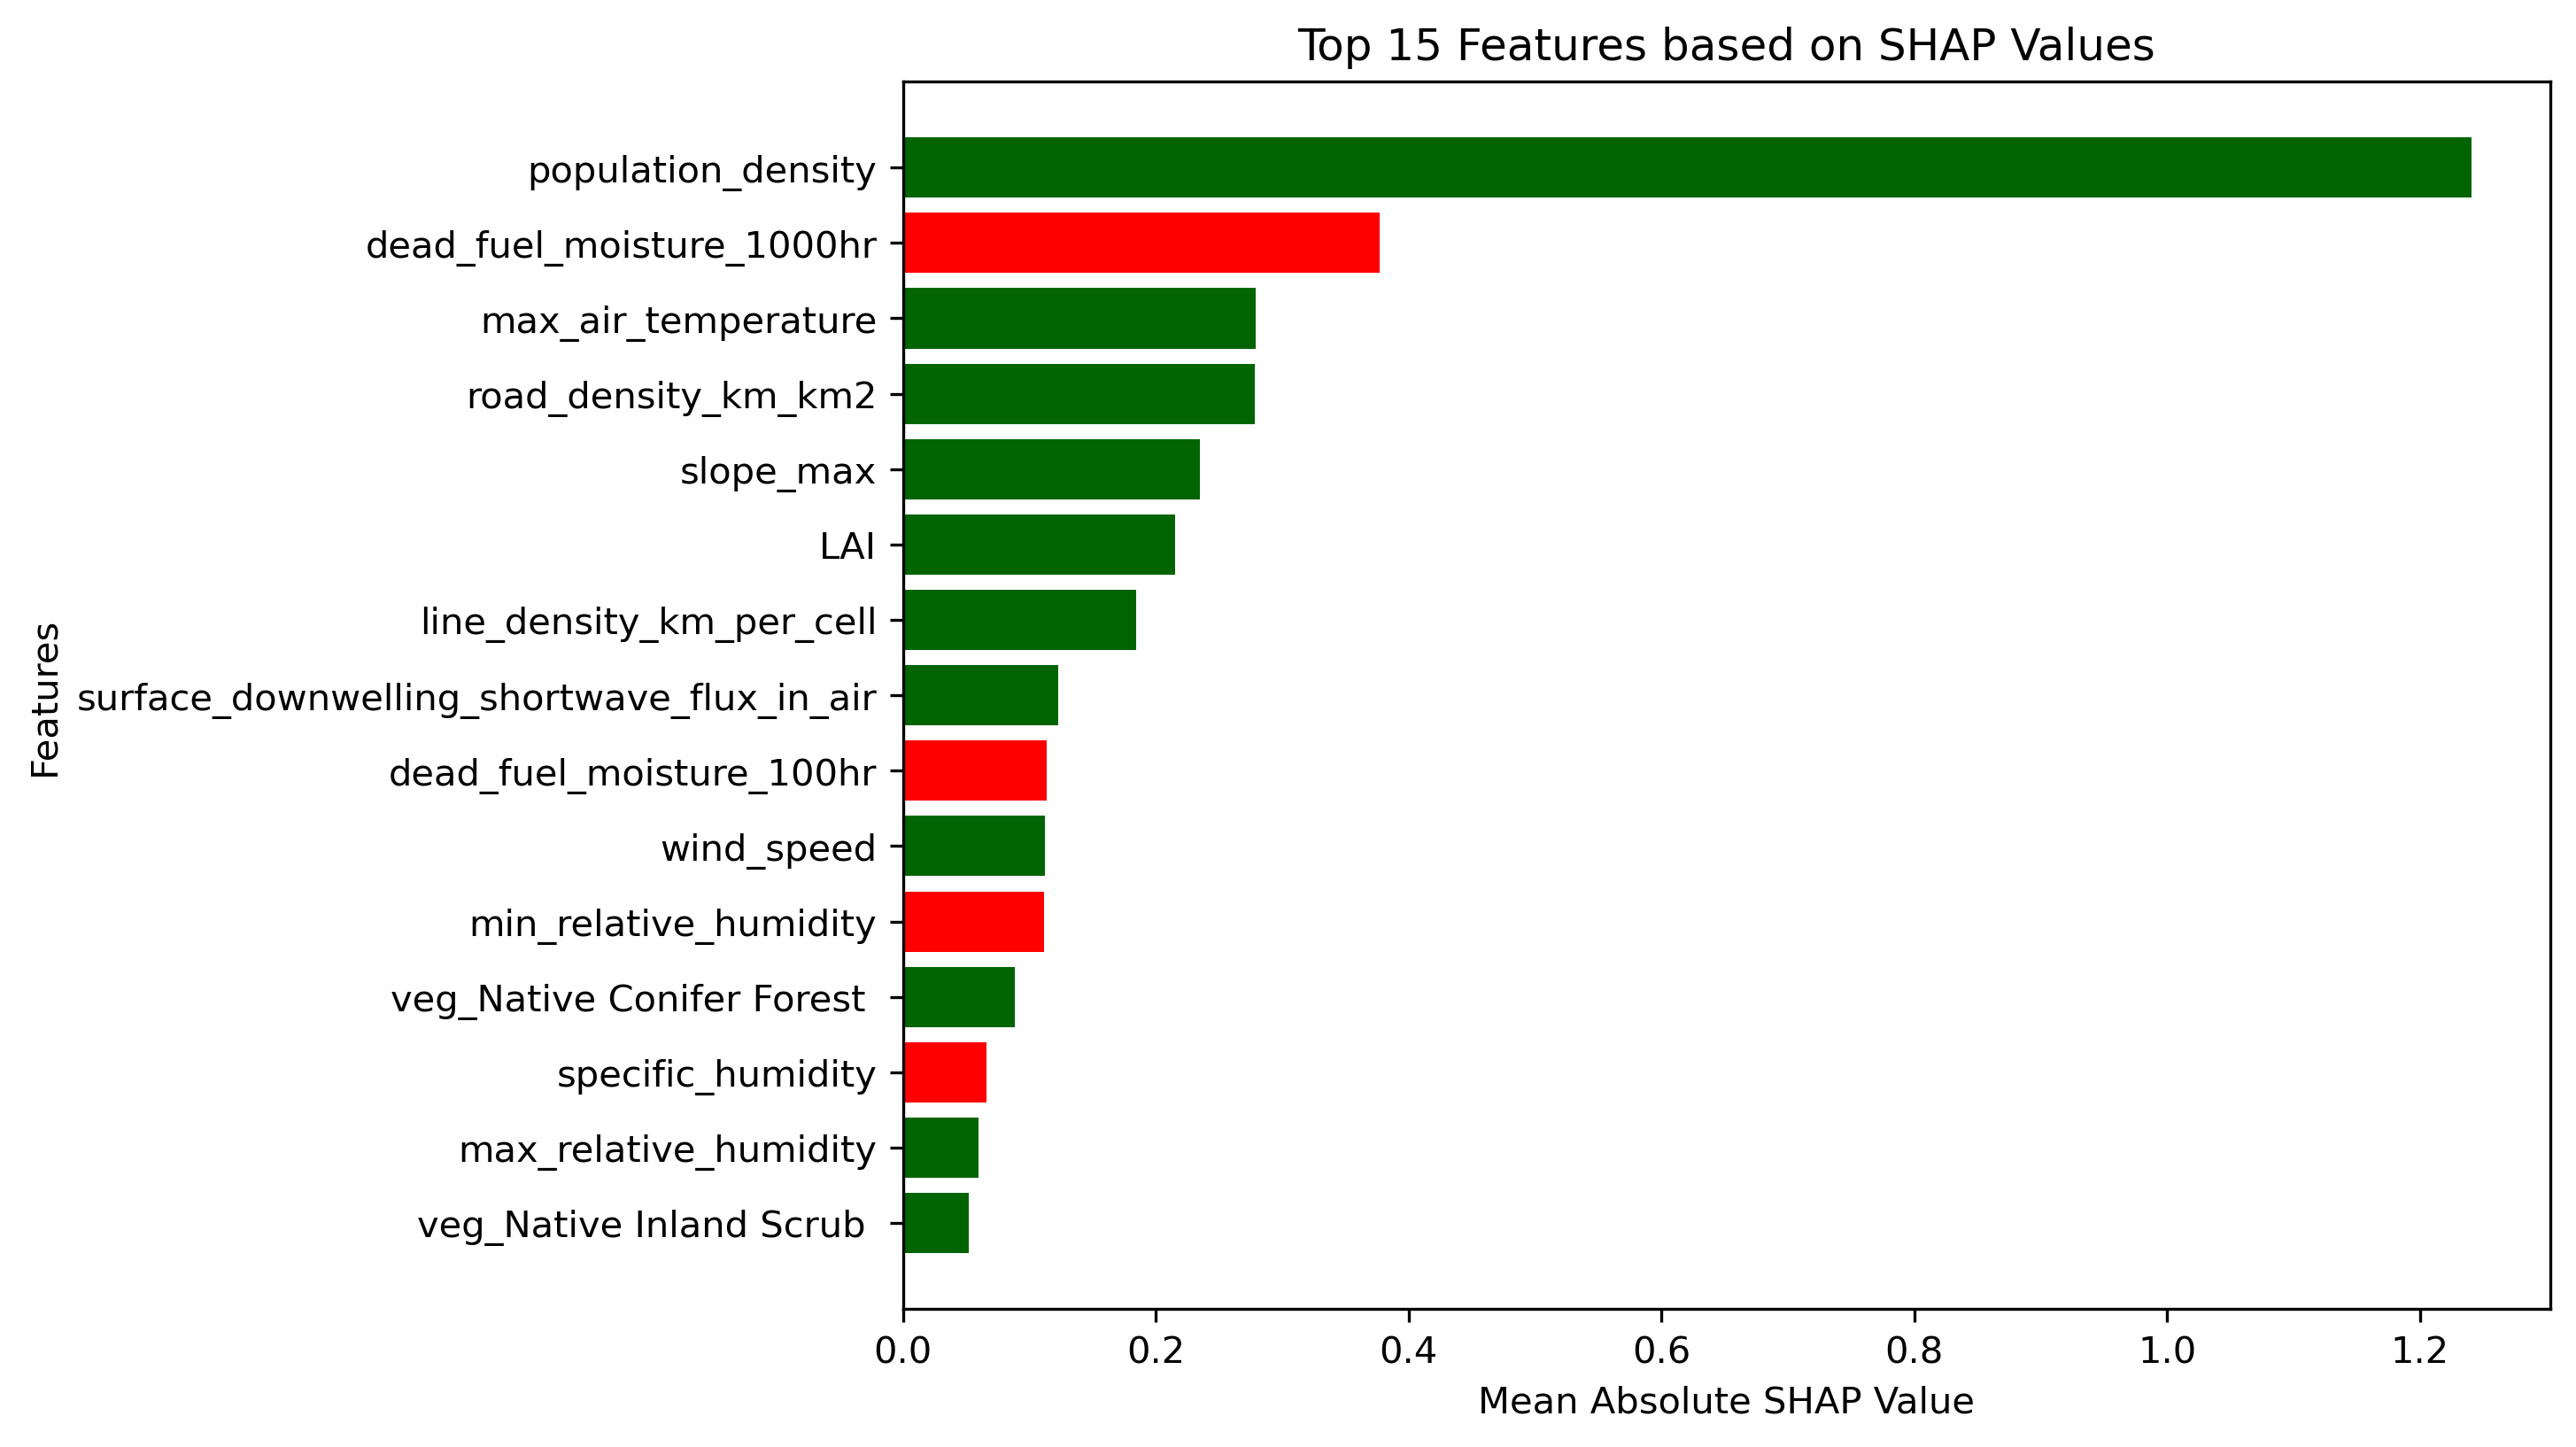 Top 15 Features based on SHAP Values
Features
population_density
dead_fuel_moisture_1000hr
max_air_temperature
road_density_km_km2
slope_max
LAI
line_density_km_per_cell
surface_downwelling_shortwave_flux_in_air
dead_fuel_moisture_100hr
wind_speed
min_relative_humidity
veg_Native Conifer Forest
specific_humidity
max_relative_humidity
veg_Native Inland Scrub
0.0 0.2 0.4 0.6 0.8 1.0 1.2
Mean Absolute SHAP Value